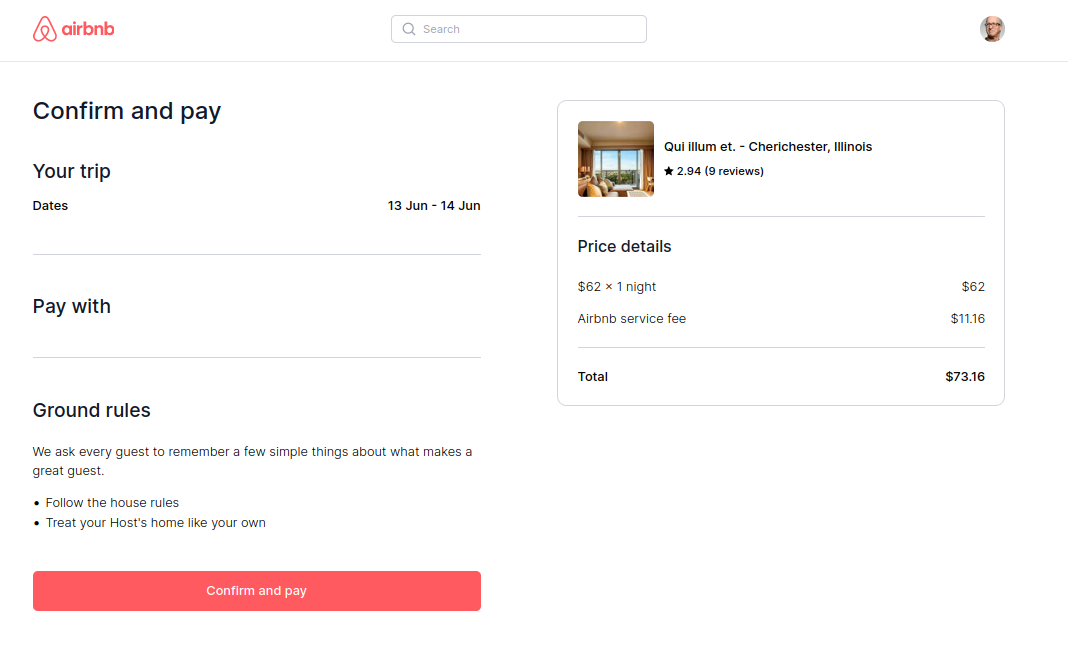 airbnb
Search
Confirm and pay
Your trip
Dates 13 Jun - 14 Jun
Pay with
Ground rules
We ask every guest to remember a few simple things about what makes a
great guest.
• Follow the house rules
• Treat your Host's home like your own
Confirm and pay
Qui illum et. - Cherichester, Illinois
★ 2.94 (9 reviews)
Price details
$62 × 1 night $62
Airbnb service fee $11.16
Total $73.16